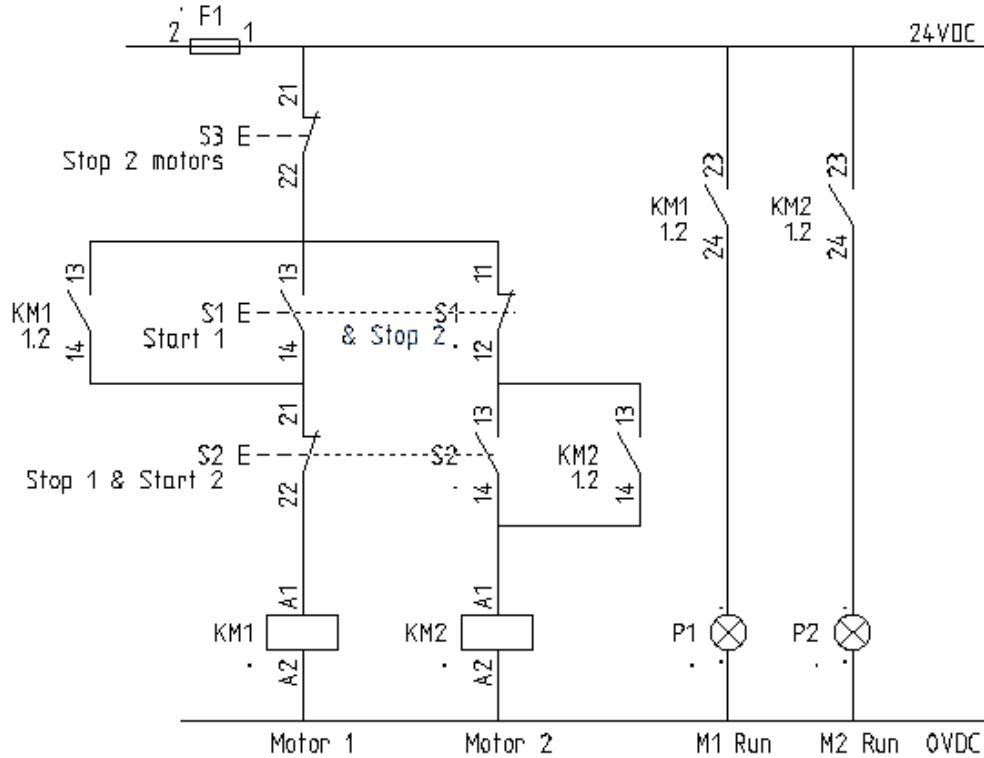 F1
2 1 24VDC
21
S3 E
Stop 2 motors
22
23 23
KM1 KM2
1.2 1.2
24 24
13 13 11
KM1 S1 E S1
1.2 Start 1 & Stop 2
14 14 12
21 13 13
S2 E S2 KM2
Stop 1 & Start 2 1.2
22 14 14
A1 A1
KM1 KM2 P1 P2
A2 A2
Motor 1 Motor 2 M1 Run M2 Run 0VDC